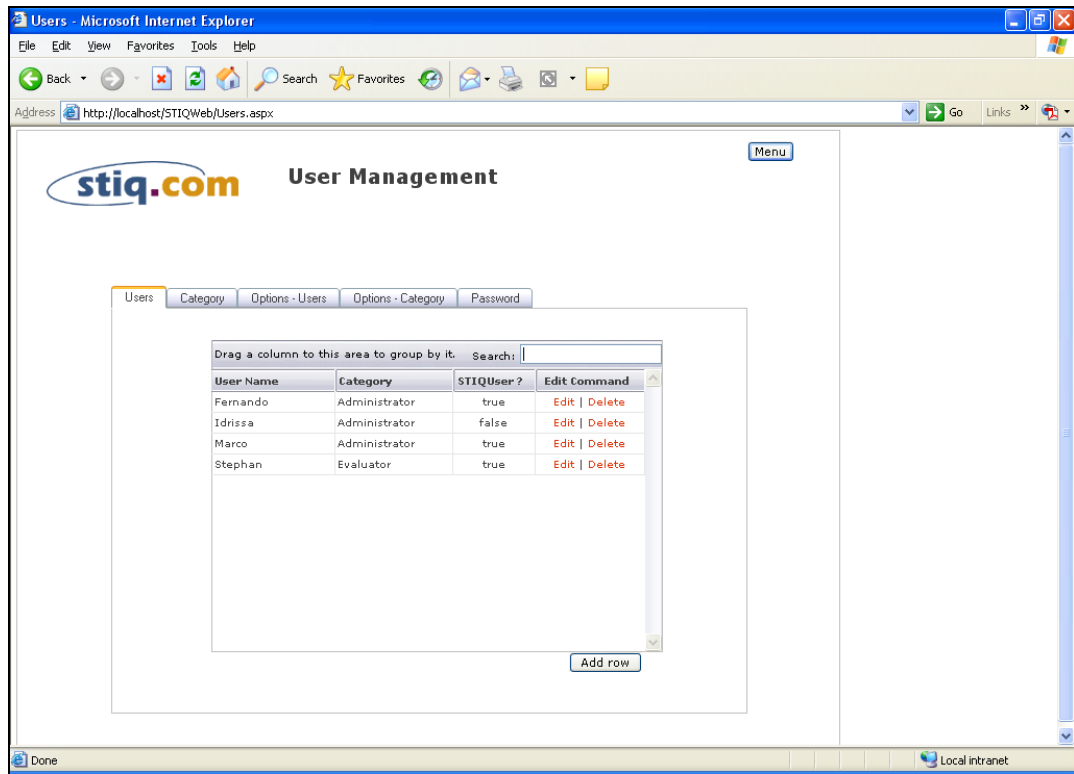 Users - Microsoft Internet Explorer
File Edit View Favorites Tools Help
Back Search Favorites
Address http://localhost/STIQWeb/Users.aspx Go Links »
Menu
stiq.com User Management
Users Category Options - Users Options - Category Password
Drag a column to this area to group by it. Search:
User Name Category STIQUser? Edit Command
Fernando Administrator true Edit | Delete
Idrissa Administrator false Edit | Delete
Marco Administrator true Edit | Delete
Stephan Evaluator true Edit | Delete
Add row
Done Local intranet